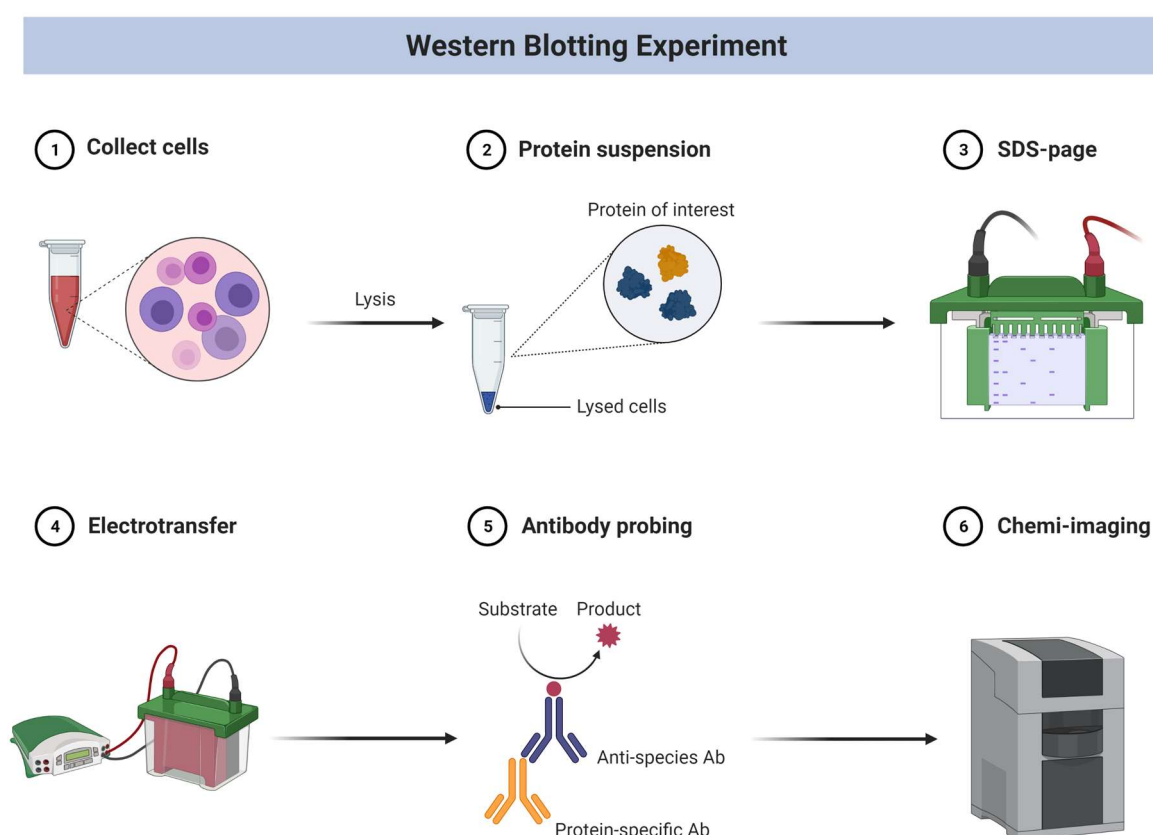 Western Blotting Experiment
1 Collect cells
2 Protein suspension
3 SDS-page
Protein of interest
Lysis
Lysed cells
4 Electrotransfer
5 Antibody probing
6 Chemi-imaging
Substrate Product
Anti-species Ab
Protein-specific Ab